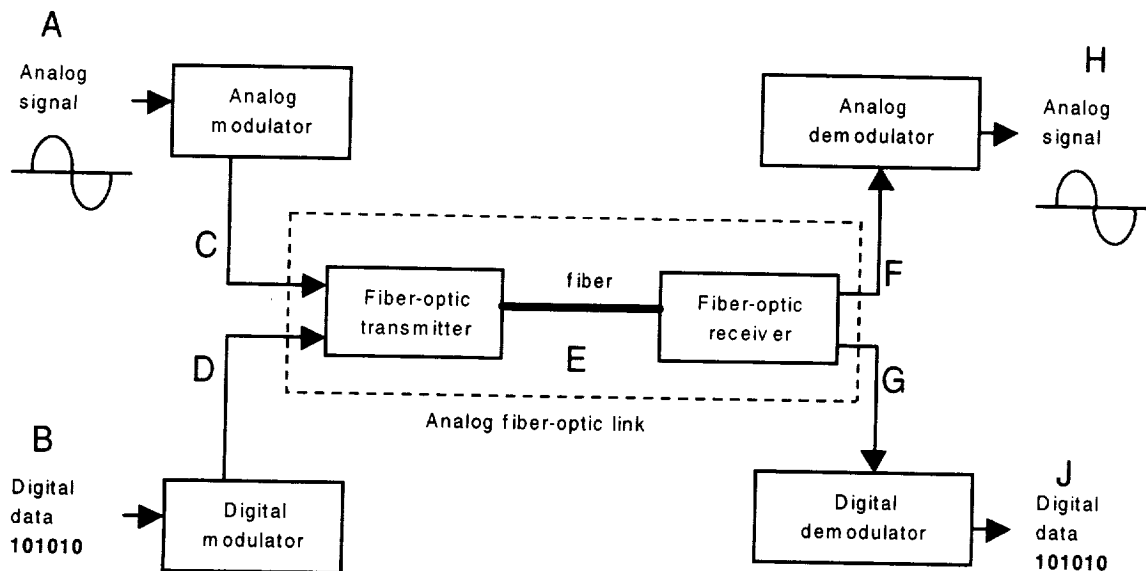 A
Analog
signal
Analog
modulator
Analog
demodulator
H
Analog
signal
C
fiber
F
Fiber-optic
transmitter
Fiber-optic
receiver
D
E
G
Analog fiber-optic link
B
Digital
data
101010
Digital
modulator
Digital
demodulator
J
Digital
data
101010